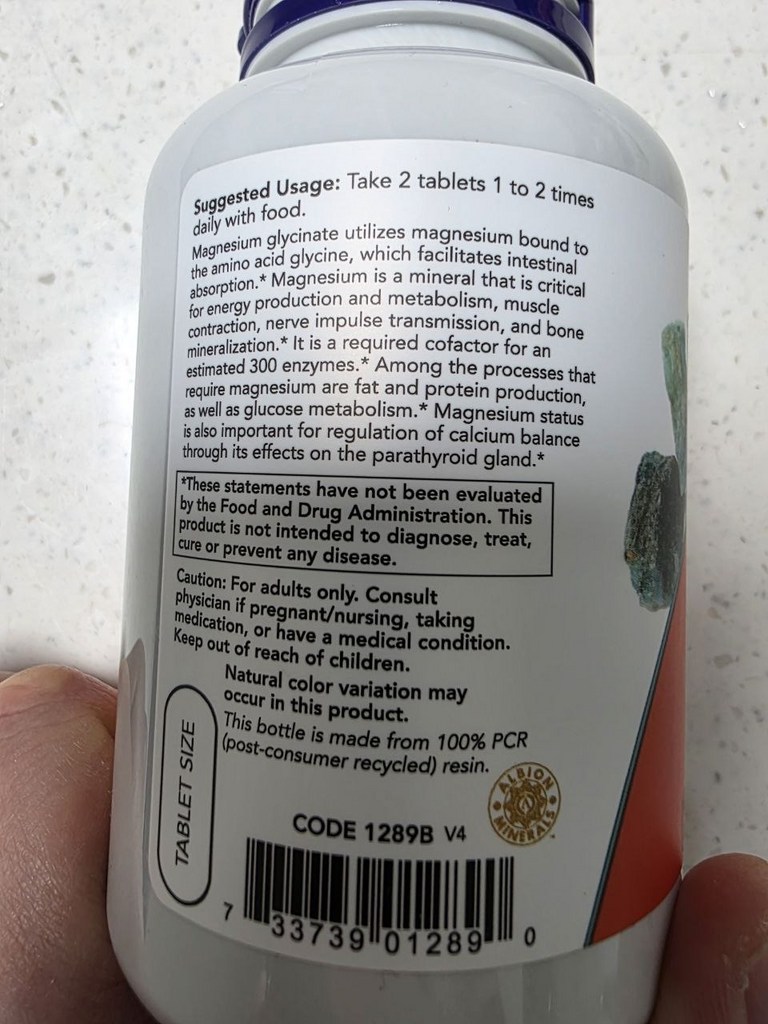 Suggested Usage: Take 2 tablets 1 to 2 times
daily with food.
Magnesium glycinate utilizes magnesium bound to
the amino acid glycine, which facilitates intestinal
absorption.* Magnesium is a mineral that is critical
for energy production and metabolism, muscle
contraction, nerve impulse transmission, and bone
mineralization.* It is a required cofactor for an
estimated 300 enzymes.* Among the processes that
require magnesium are fat and protein production,
as well as glucose metabolism.* Magnesium status
is also important for regulation of calcium balance
through its effects on the parathyroid gland.*
*These statements have not been evaluated
by the Food and Drug Administration. This
product is not intended to diagnose, treat,
cure or prevent any disease.
Caution: For adults only. Consult
physician if pregnant/nursing, taking
medication, or have a medical condition.
Keep out of reach of children.
Natural color variation may
occur in this product.
This bottle is made from 100% PCR
(post-consumer recycled) resin.
TABLET SIZE
ALBION
MINERALS
CODE 1289B V4
7 33739 01289 0